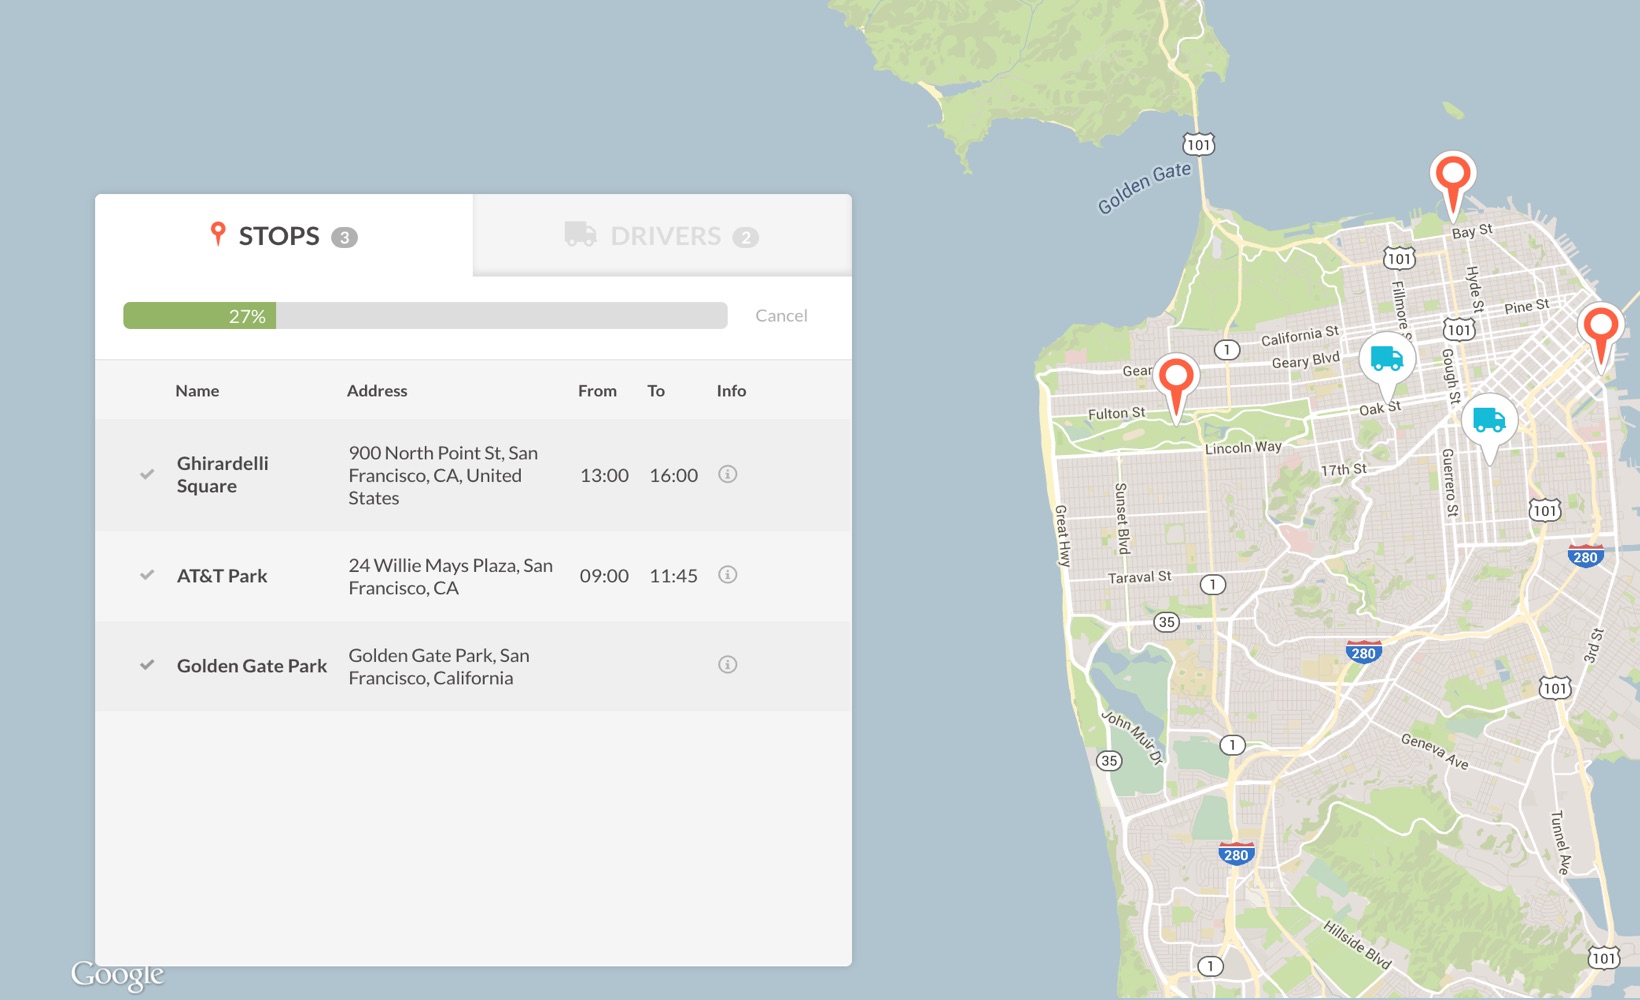 STOPS 3
DRIVERS 2
27%
Cancel
Name Address From To Info
Ghirardelli
Square
900 North Point St, San
Francisco, CA, United
States
13:00 16:00
AT&T Park
24 Willie Mays Plaza, San
Francisco, CA
09:00 11:45
Golden Gate Park
Golden Gate Park, San
Francisco, California
Google
101
Golden Gate
Bay St
101
Hyde St
Fillmore S
Pine St
101
California St
1
Geary Blvd
Gear
Gough St
Oak St
Fulton St
Lincoln Way
17th St
Guerrero St
Sunset Blvd
Great Hwy
101
280
Taraval St
1
35
280
3rd St
101
John Muir Dr
1
Geneva Ave
35
Tunnel Ave
280
Hillside Blvd
1
101